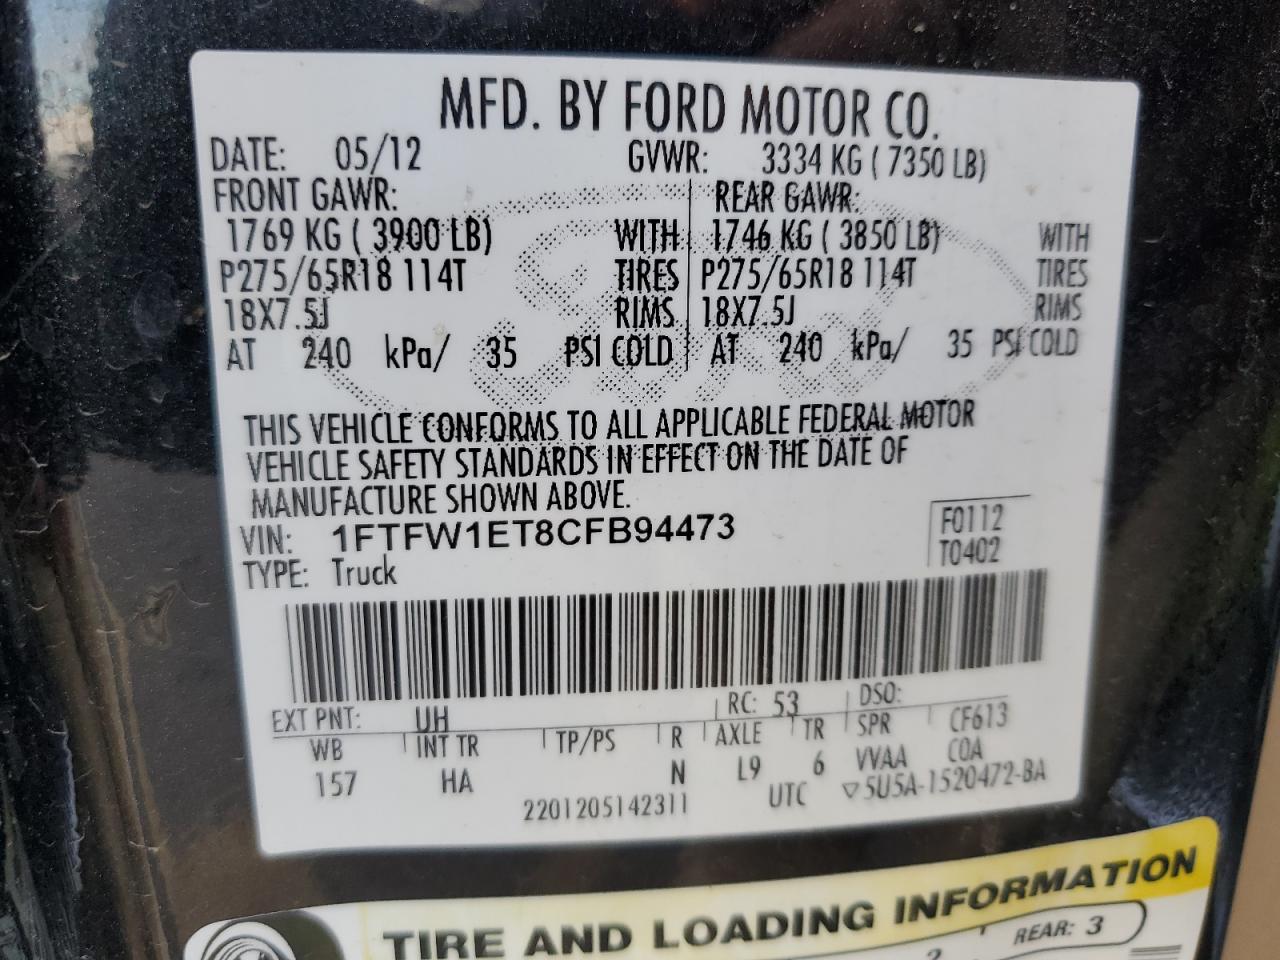 MFD. BY FORD MOTOR CO.
DATE: 05/12 GVWR: 3334 KG ( 7350 LB)
FRONT GAWR: REAR GAWR:
1769 KG ( 3900 LB) WITH 1746 KG ( 3850 LB) WITH
P275/65R18 114T TIRES P275/65R18 114T TIRES
18X7.5J RIMS 18X7.5J RIMS
AT 240 kPa/ 35 PSI COLD AT 240 kPa/ 35 PSI COLD
THIS VEHICLE CONFORMS TO ALL APPLICABLE FEDERAL MOTOR
VEHICLE SAFETY STANDARDS IN EFFECT ON THE DATE OF
MANUFACTURE SHOWN ABOVE.
VIN: 1FTFW1ET8CFB94473 F0112
TYPE: Truck T0402
EXT PNT: UH RC: 53 DSO:
WB INT TR TP/PS R AXLE TR SPR CF613
157 HA N L9 6 VVAA COA
2201205142311 UTC ▽5U5A-1520472-BA
TIRE AND LOADING INFORMATION
2 REAR: 3